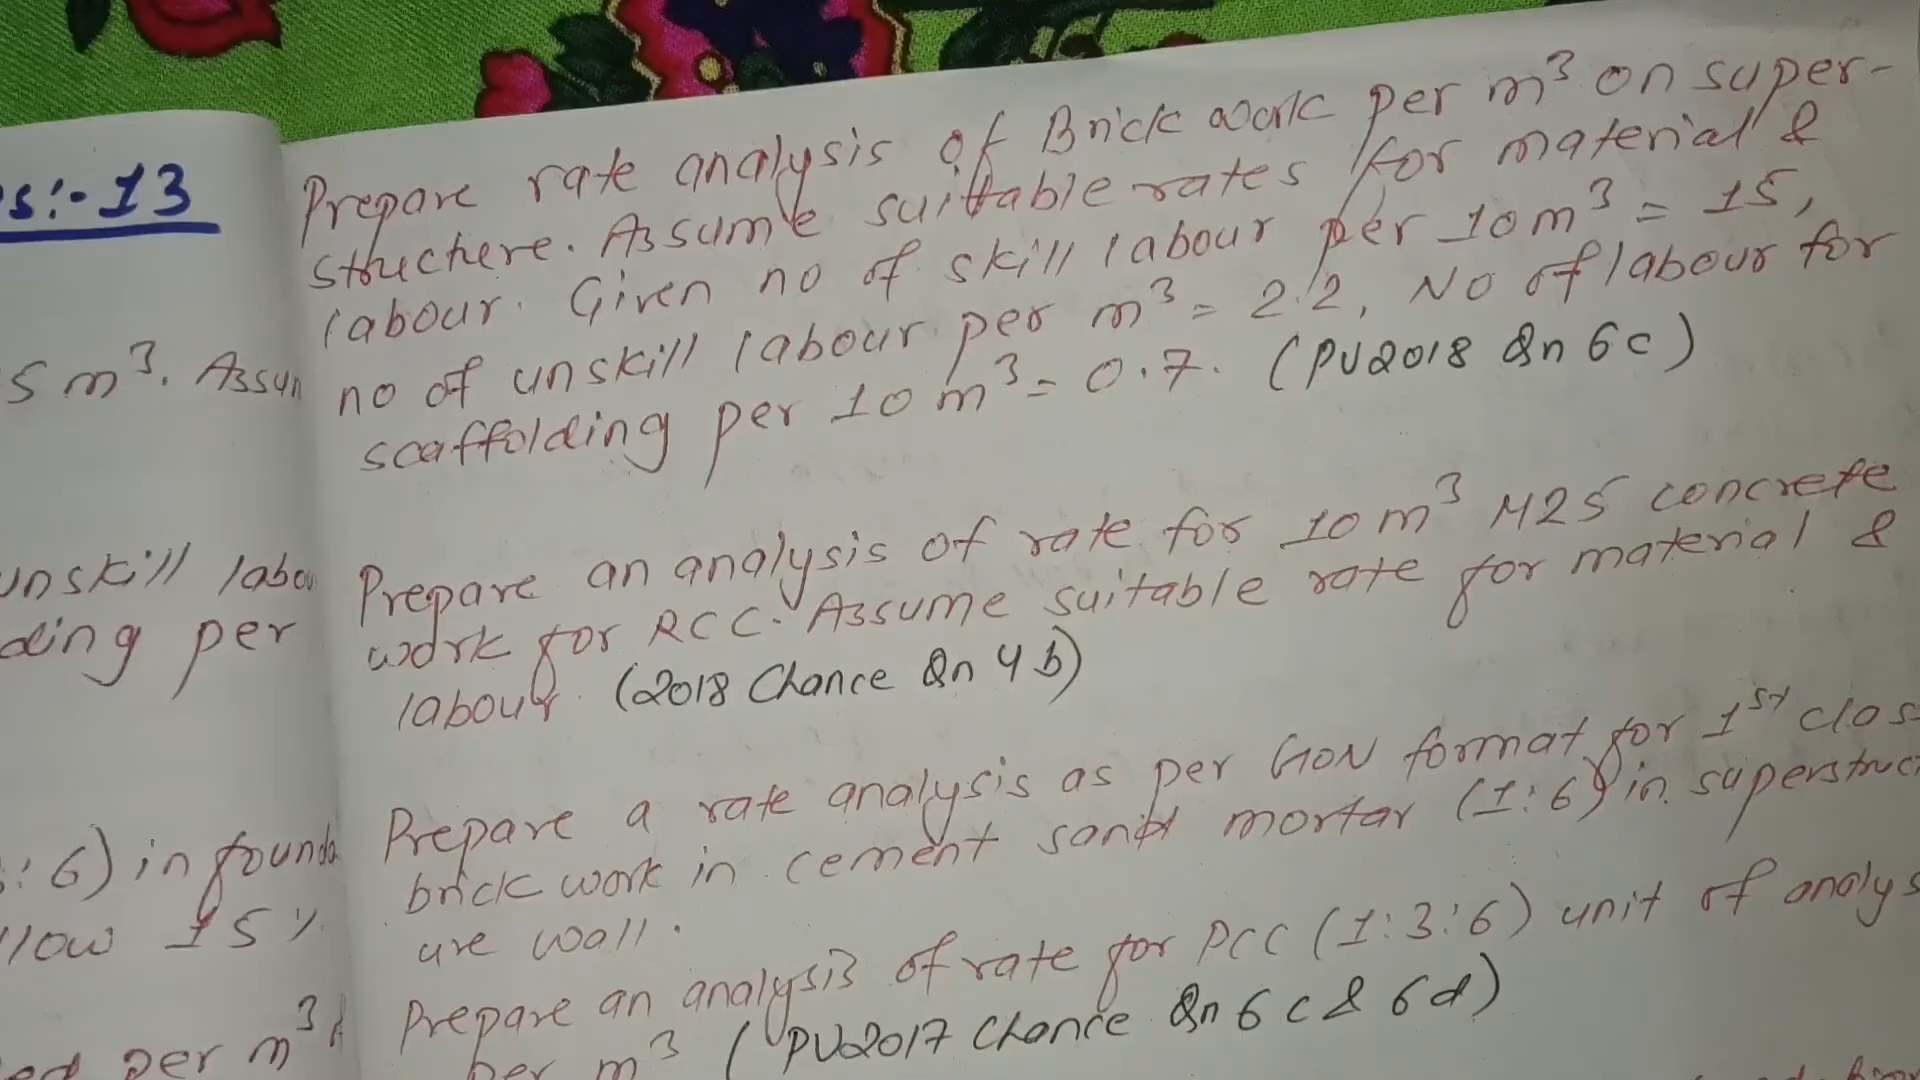 s:- 13
5 m³. Assum
unskill labou
ding per
:6) in founda
llow 15%
per m³
Prepare rate analysis of Brick work per m³ on super-
structure. Assume suittable rates for material &
labour. Given no of skill labour per 10m³ = 15,
no of unskill labour per m³ = 2.2, No of labour for
scaffolding per 10 m³ = 0.7. (PU2018 Qn 6c)
Prepare an analysis of rate for 10m³ M25 concrete
work for RCC. Assume suitable rate for material &
labour. (2018 Chance Qn 4b)
Prepare a rate analysis as per GON format for 1st clas
brick work in cement sand mortar (1:6) in superstruct
ure wall.
Prepare an analysis of rate for PCC (1:3:6) unit of analys
per m³ (PU2017 Chance Qn 6c & 6d)